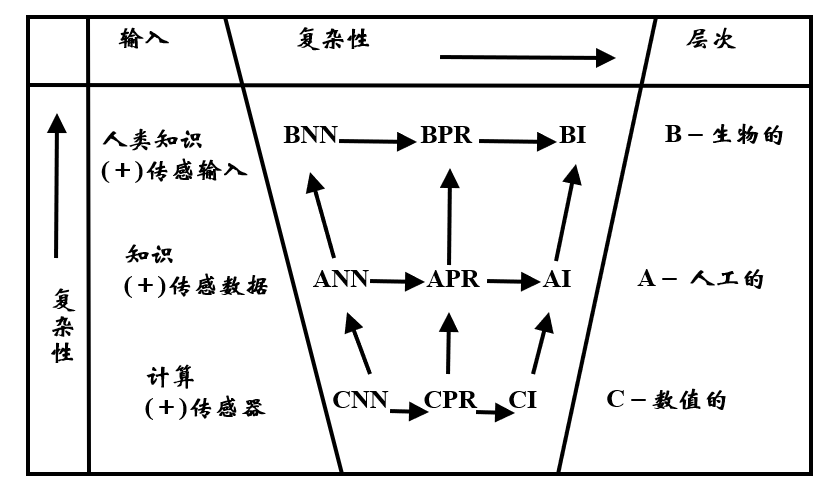 输入 复杂性 层次
人类知识 BNN BPR BI B－生物的
(＋)传感输入
知识
(＋)传感数据 ANN APR AI A－人工的
复杂性
计算
(＋)传感器 CNN CPR CI C－数值的